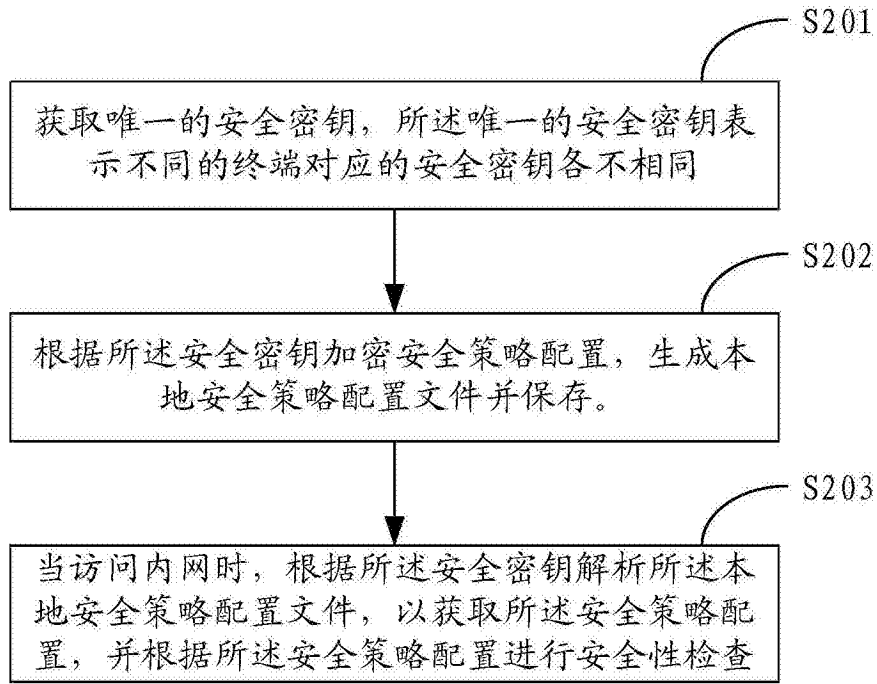 S201
获取唯一的安全密钥，所述唯一的安全密钥表
示不同的终端对应的安全密钥各不相同
S202
根据所述安全密钥加密安全策略配置，生成本
地安全策略配置文件并保存。
S203
当访问内网时，根据所述安全密钥解析所述本
地安全策略配置文件，以获取所述安全策略配
置，并根据所述安全策略配置进行安全性检查